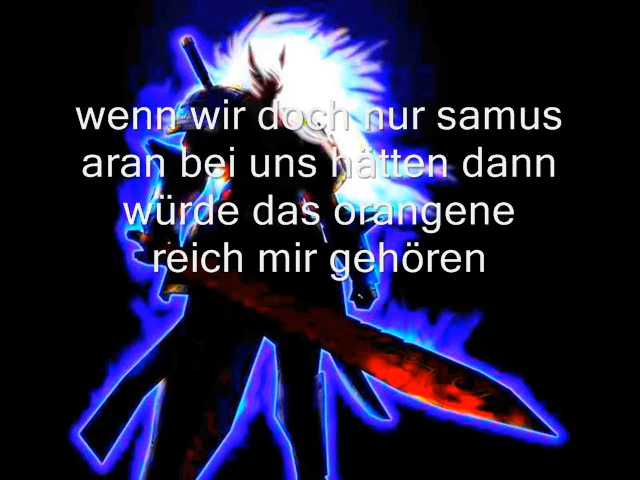 wenn wir doch nur samus
aran bei uns hätten dann
würde das orangene
reich mir gehören